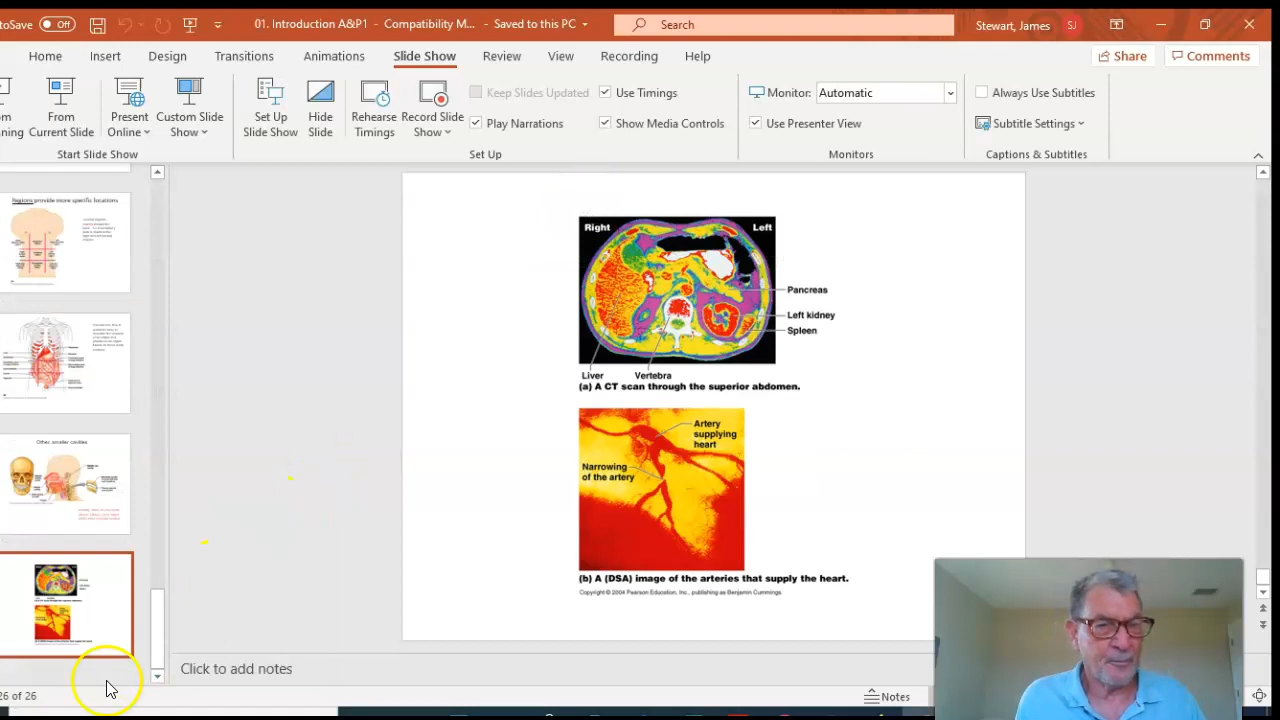 toSave Off 01. Introduction A&P1 - Compatibility M... - Saved to this PC Search Stewart, James SJ
Home Insert Design Transitions Animations Slide Show Review View Recording Help Share Comments
From Current Slide
Present Online
Custom Slide Show
Set Up Slide Show
Hide Slide
Rehearse Timings
Record Slide Show
Keep Slides Updated Use Timings
Play Narrations Show Media Controls
Monitor: Automatic
Use Presenter View
Always Use Subtitles
Subtitle Settings
Start Slide Show Set Up Monitors Captions & Subtitles
Regions provide more specific locations
Other, smaller cavities
Right Left
Pancreas
Left kidney
Spleen
Liver Vertebra
(a) A CT scan through the superior abdomen.
Artery
supplying
heart
Narrowing
of the artery
(b) A (DSA) image of the arteries that supply the heart.
Copyright © 2004 Pearson Education, Inc., publishing as Benjamin Cummings.
Click to add notes
26 of 26 Notes